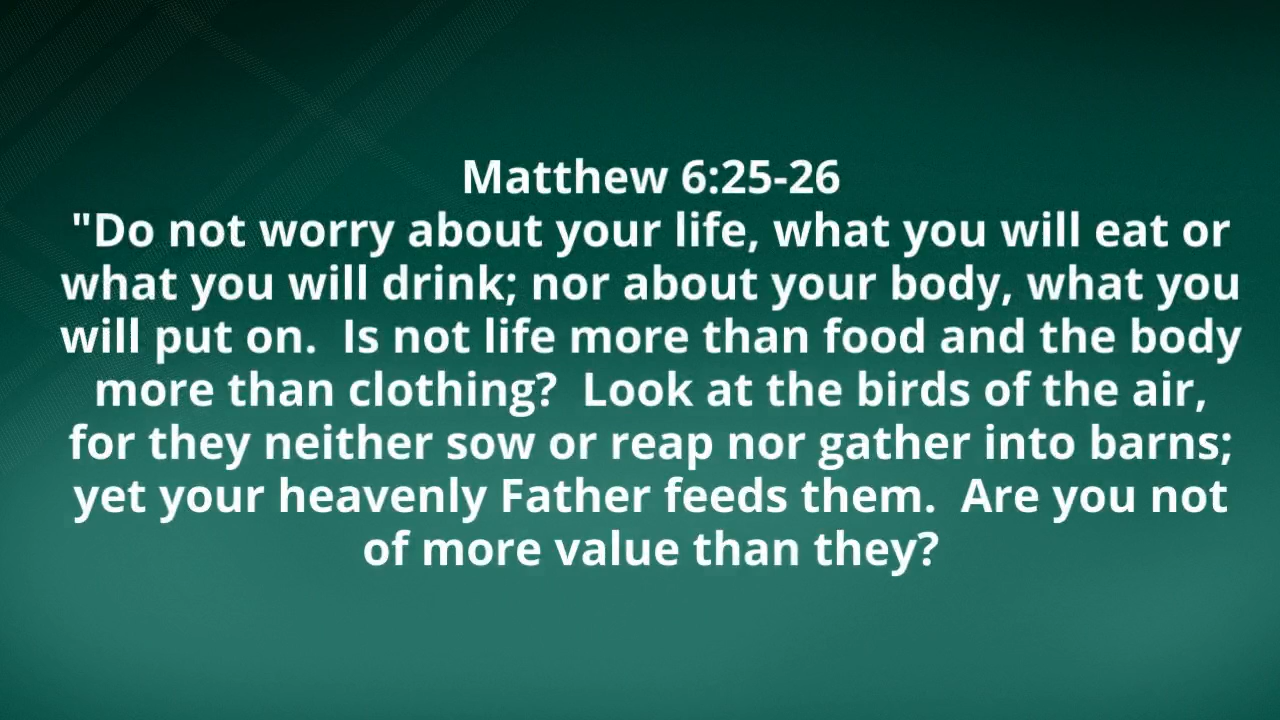 Matthew 6:25-26
"Do not worry about your life, what you will eat or
what you will drink; nor about your body, what you
will put on.  Is not life more than food and the body
more than clothing?  Look at the birds of the air,
for they neither sow or reap nor gather into barns;
yet your heavenly Father feeds them.  Are you not
of more value than they?